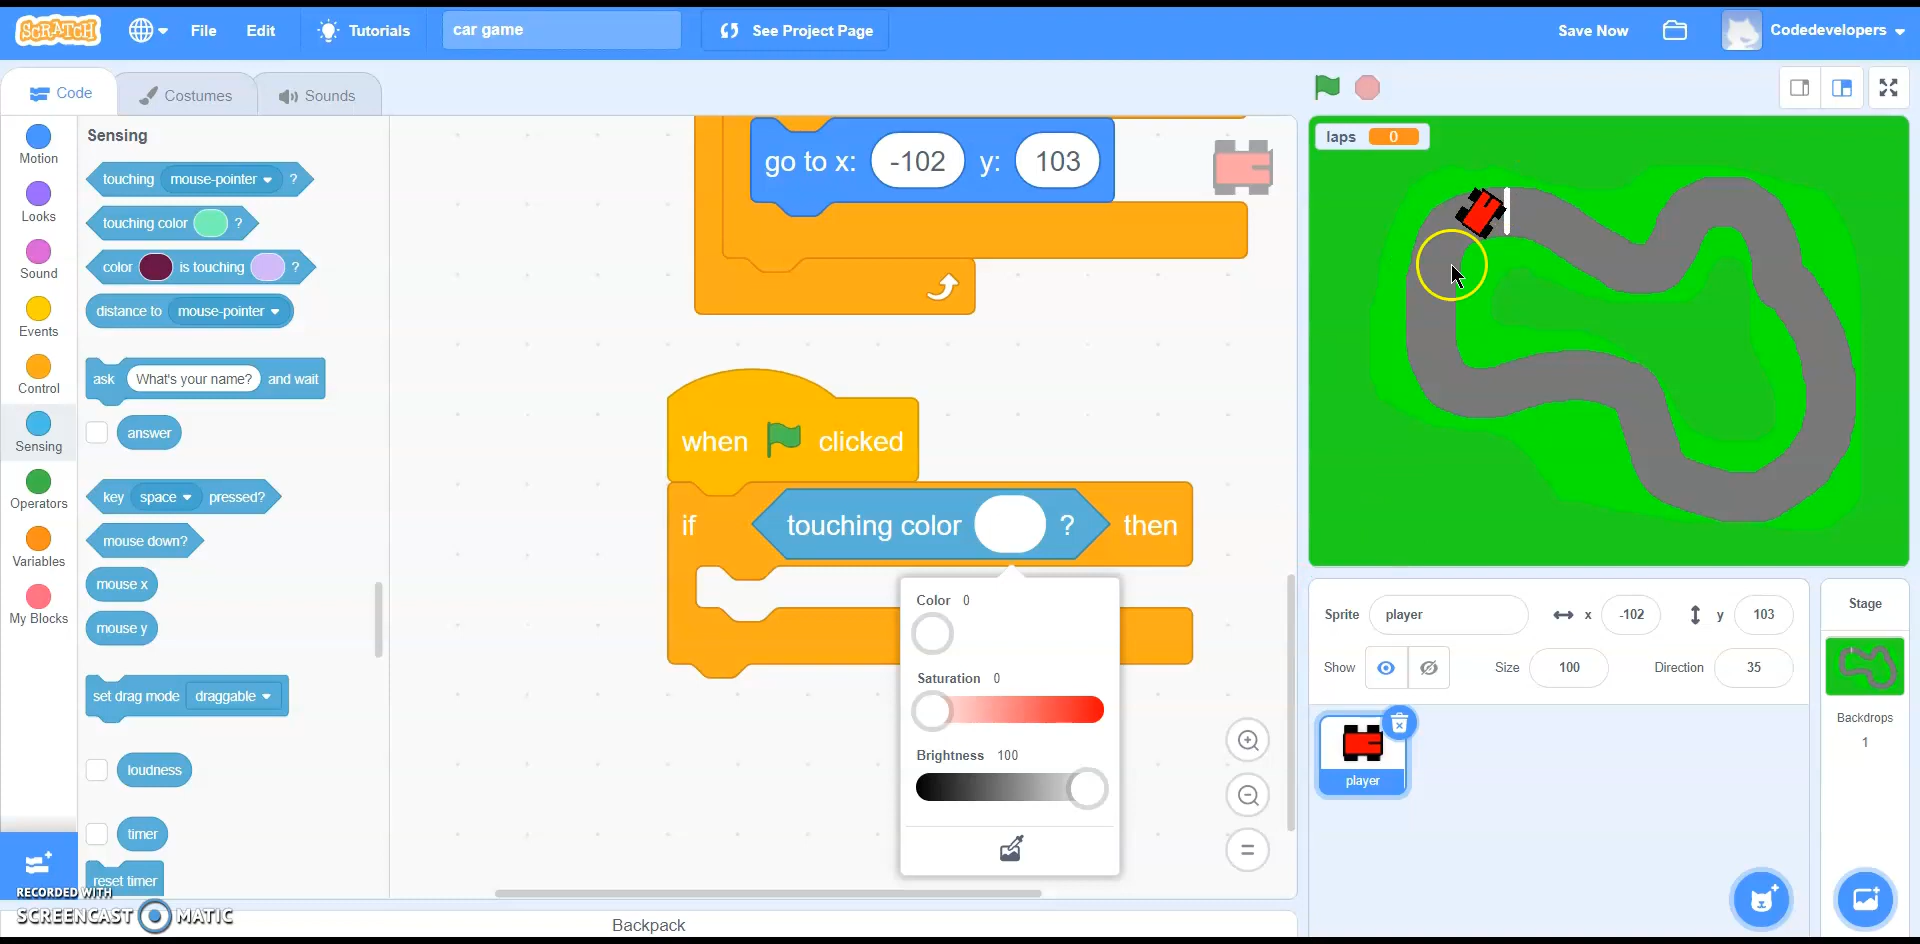 SCRATCH File Edit Tutorials car game See Project Page Save Now Codedevelopers
Code Costumes Sounds
Motion
Looks
Sound
Events
Control
Sensing
Operators
Variables
My Blocks
Sensing
touching mouse-pointer ?
touching color ?
color is touching ?
distance to mouse-pointer
ask What's your name? and wait
answer
key space pressed?
mouse down?
mouse x
mouse y
set drag mode draggable
loudness
timer
reset timer
go to x: -102 y: 103
when clicked
if touching color ? then
Color 0
Saturation 0
Brightness 100
Backpack
laps 0
Sprite player x -102 y 103
Show Size 100 Direction 35
player
Stage
Backdrops
1
RECORDED WITH
SCREENCAST MATIC